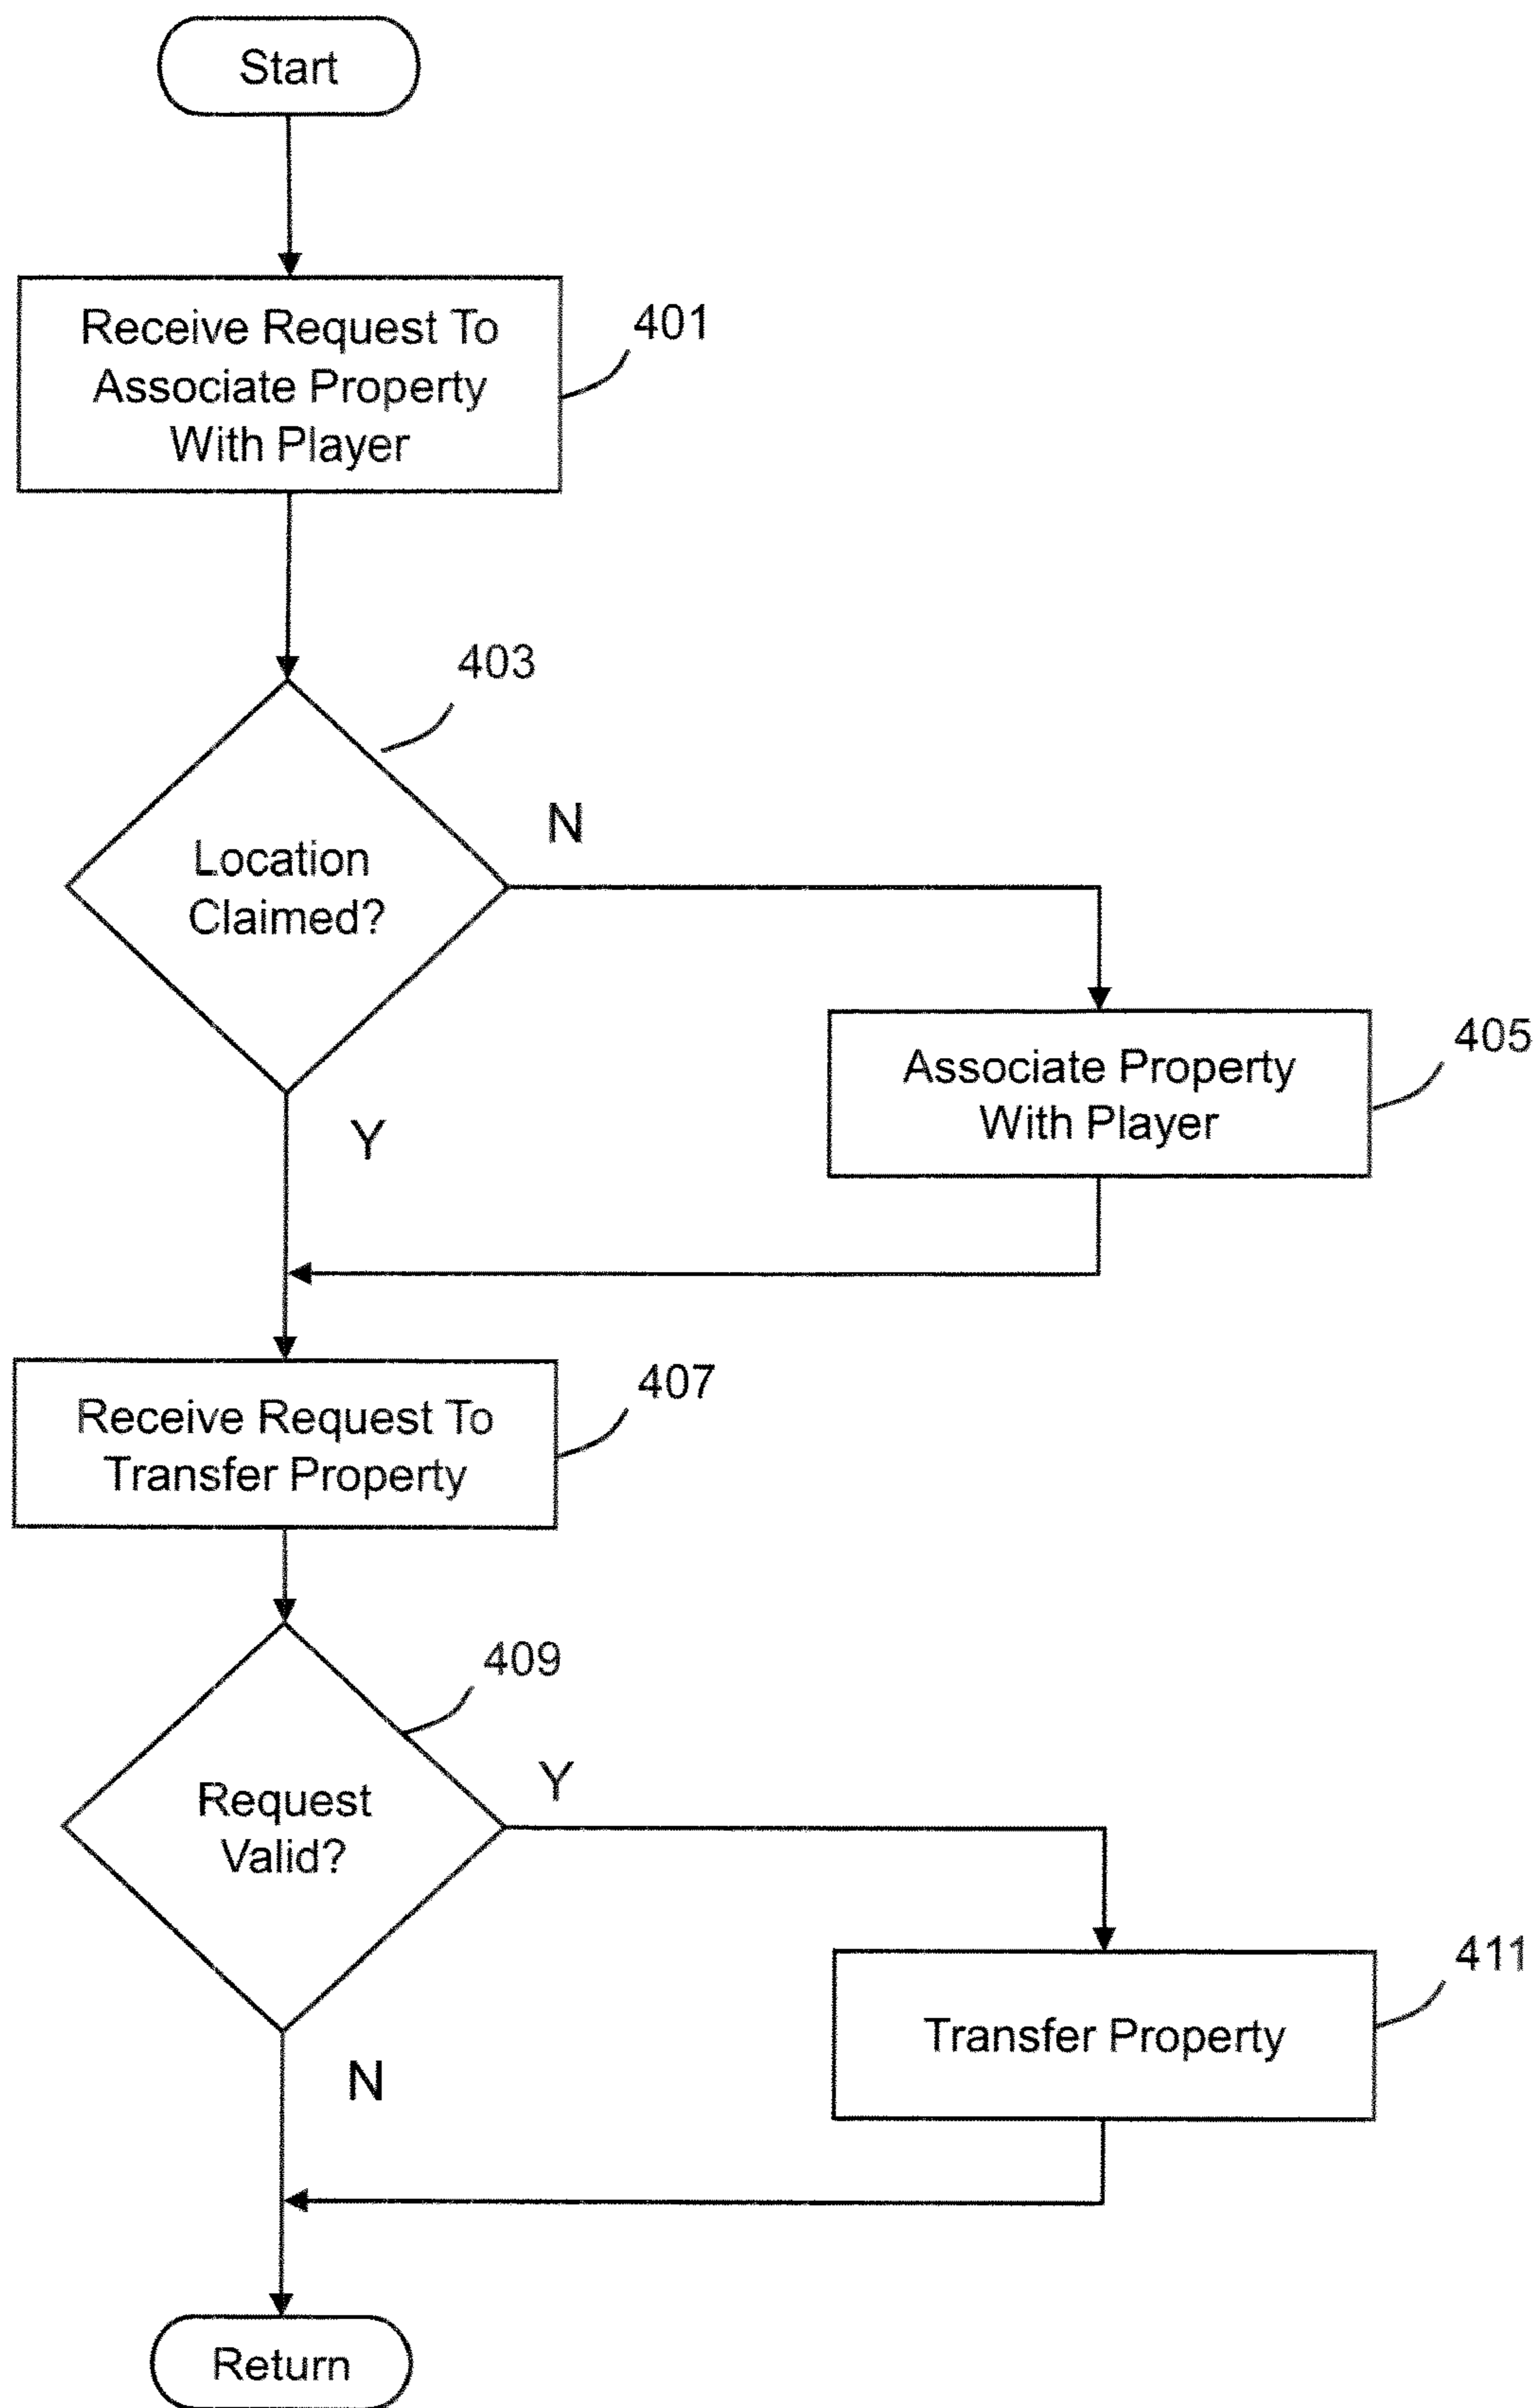 Start
Receive Request To
Associate Property
With Player
401
403
Location
Claimed?
N
Y
Associate Property
With Player
405
Receive Request To
Transfer Property
407
409
Request
Valid?
Y
N
Transfer Property
411
Return